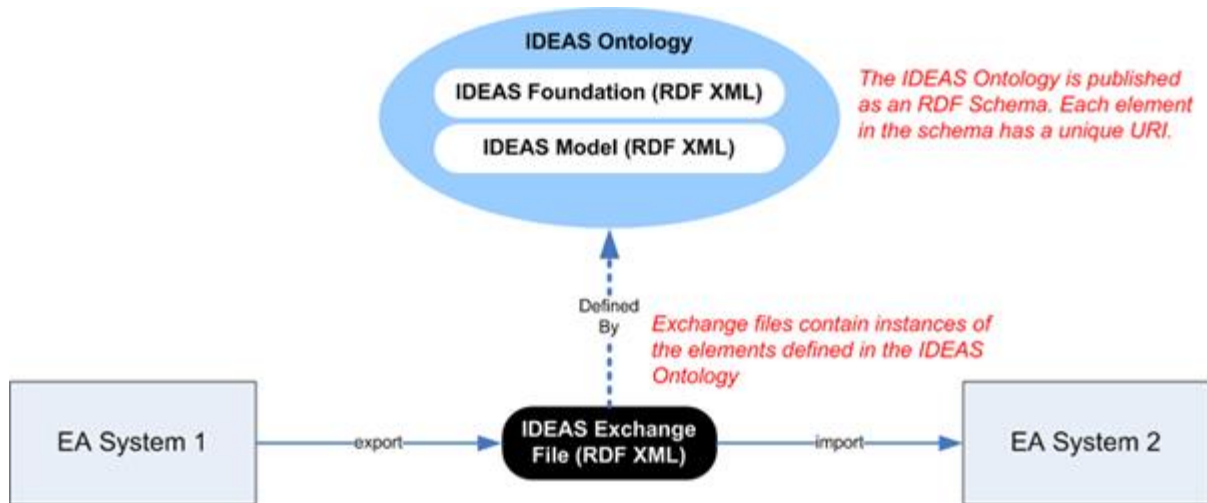 IDEAS Ontology
IDEAS Foundation (RDF XML)
IDEAS Model (RDF XML)
The IDEAS Ontology is published
as an RDF Schema. Each element
in the schema has a unique URI.
Defined
By
Exchange files contain instances of
the elements defined in the IDEAS
Ontology
EA System 1
export
IDEAS Exchange
File (RDF XML)
import
EA System 2